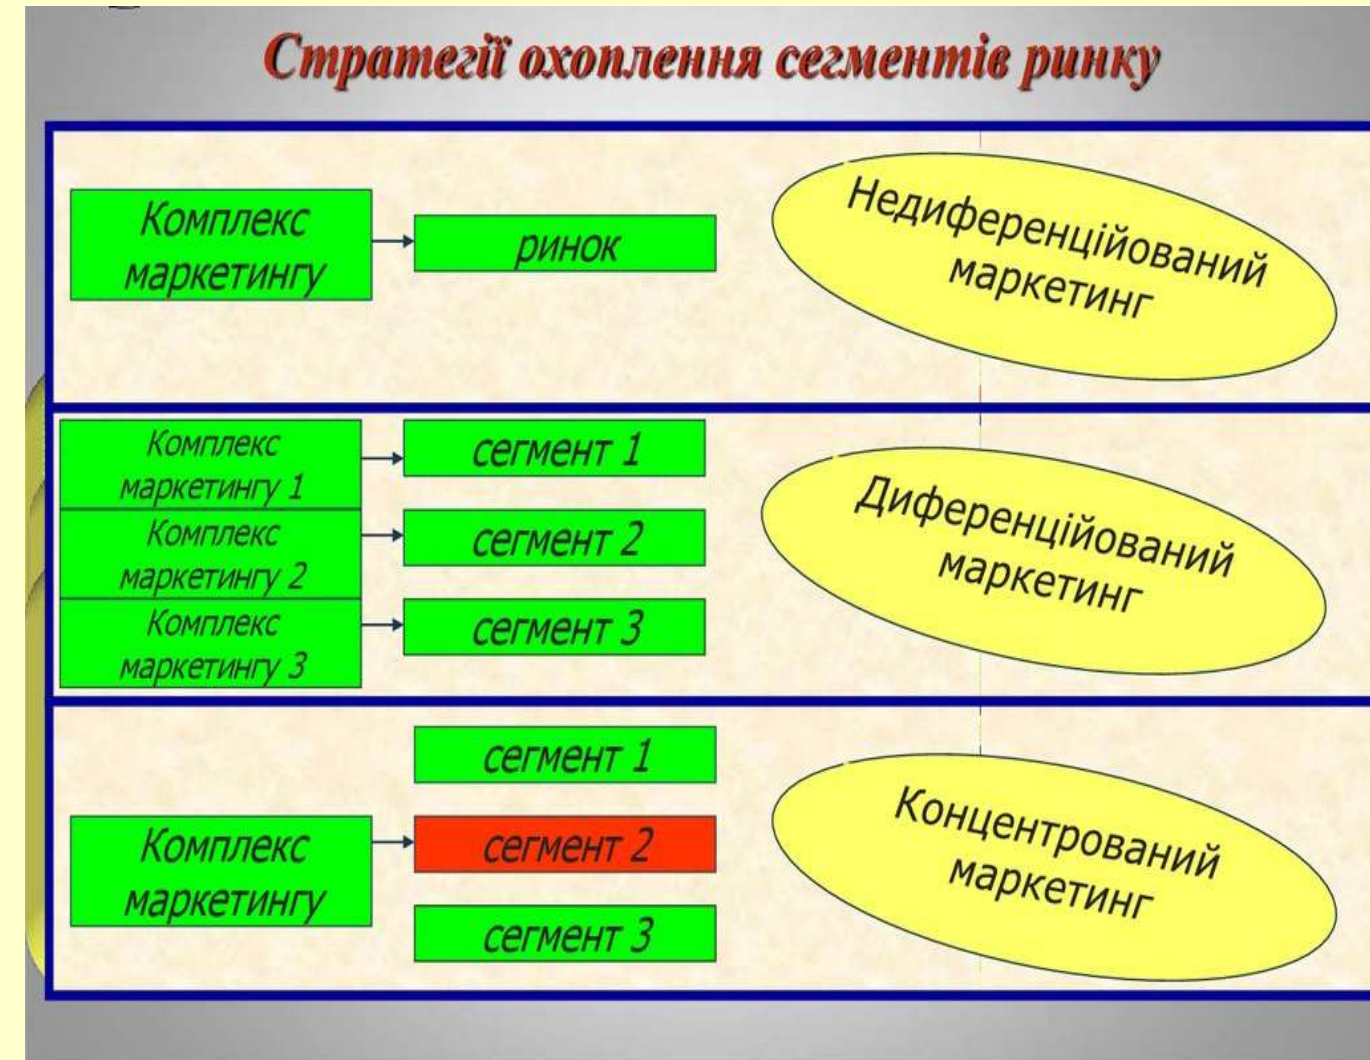 Стратегії охоплення сегментів ринку
Комплекс
маркетингу
ринок
Недиференційований
маркетинг
Комплекс
маркетингу 1
сегмент 1
Комплекс
маркетингу 2
сегмент 2
Комплекс
маркетингу 3
сегмент 3
Диференційований
маркетинг
сегмент 1
Комплекс
маркетингу
сегмент 2
сегмент 3
Концентрований
маркетинг